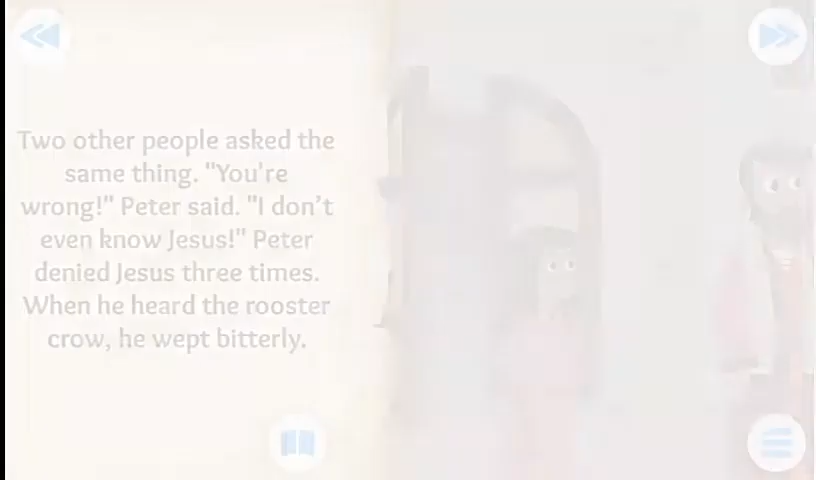 Two other people asked the
same thing. "You're
wrong!" Peter said. "I don't
even know Jesus!" Peter
denied Jesus three times.
When he heard the rooster
crow, he wept bitterly.